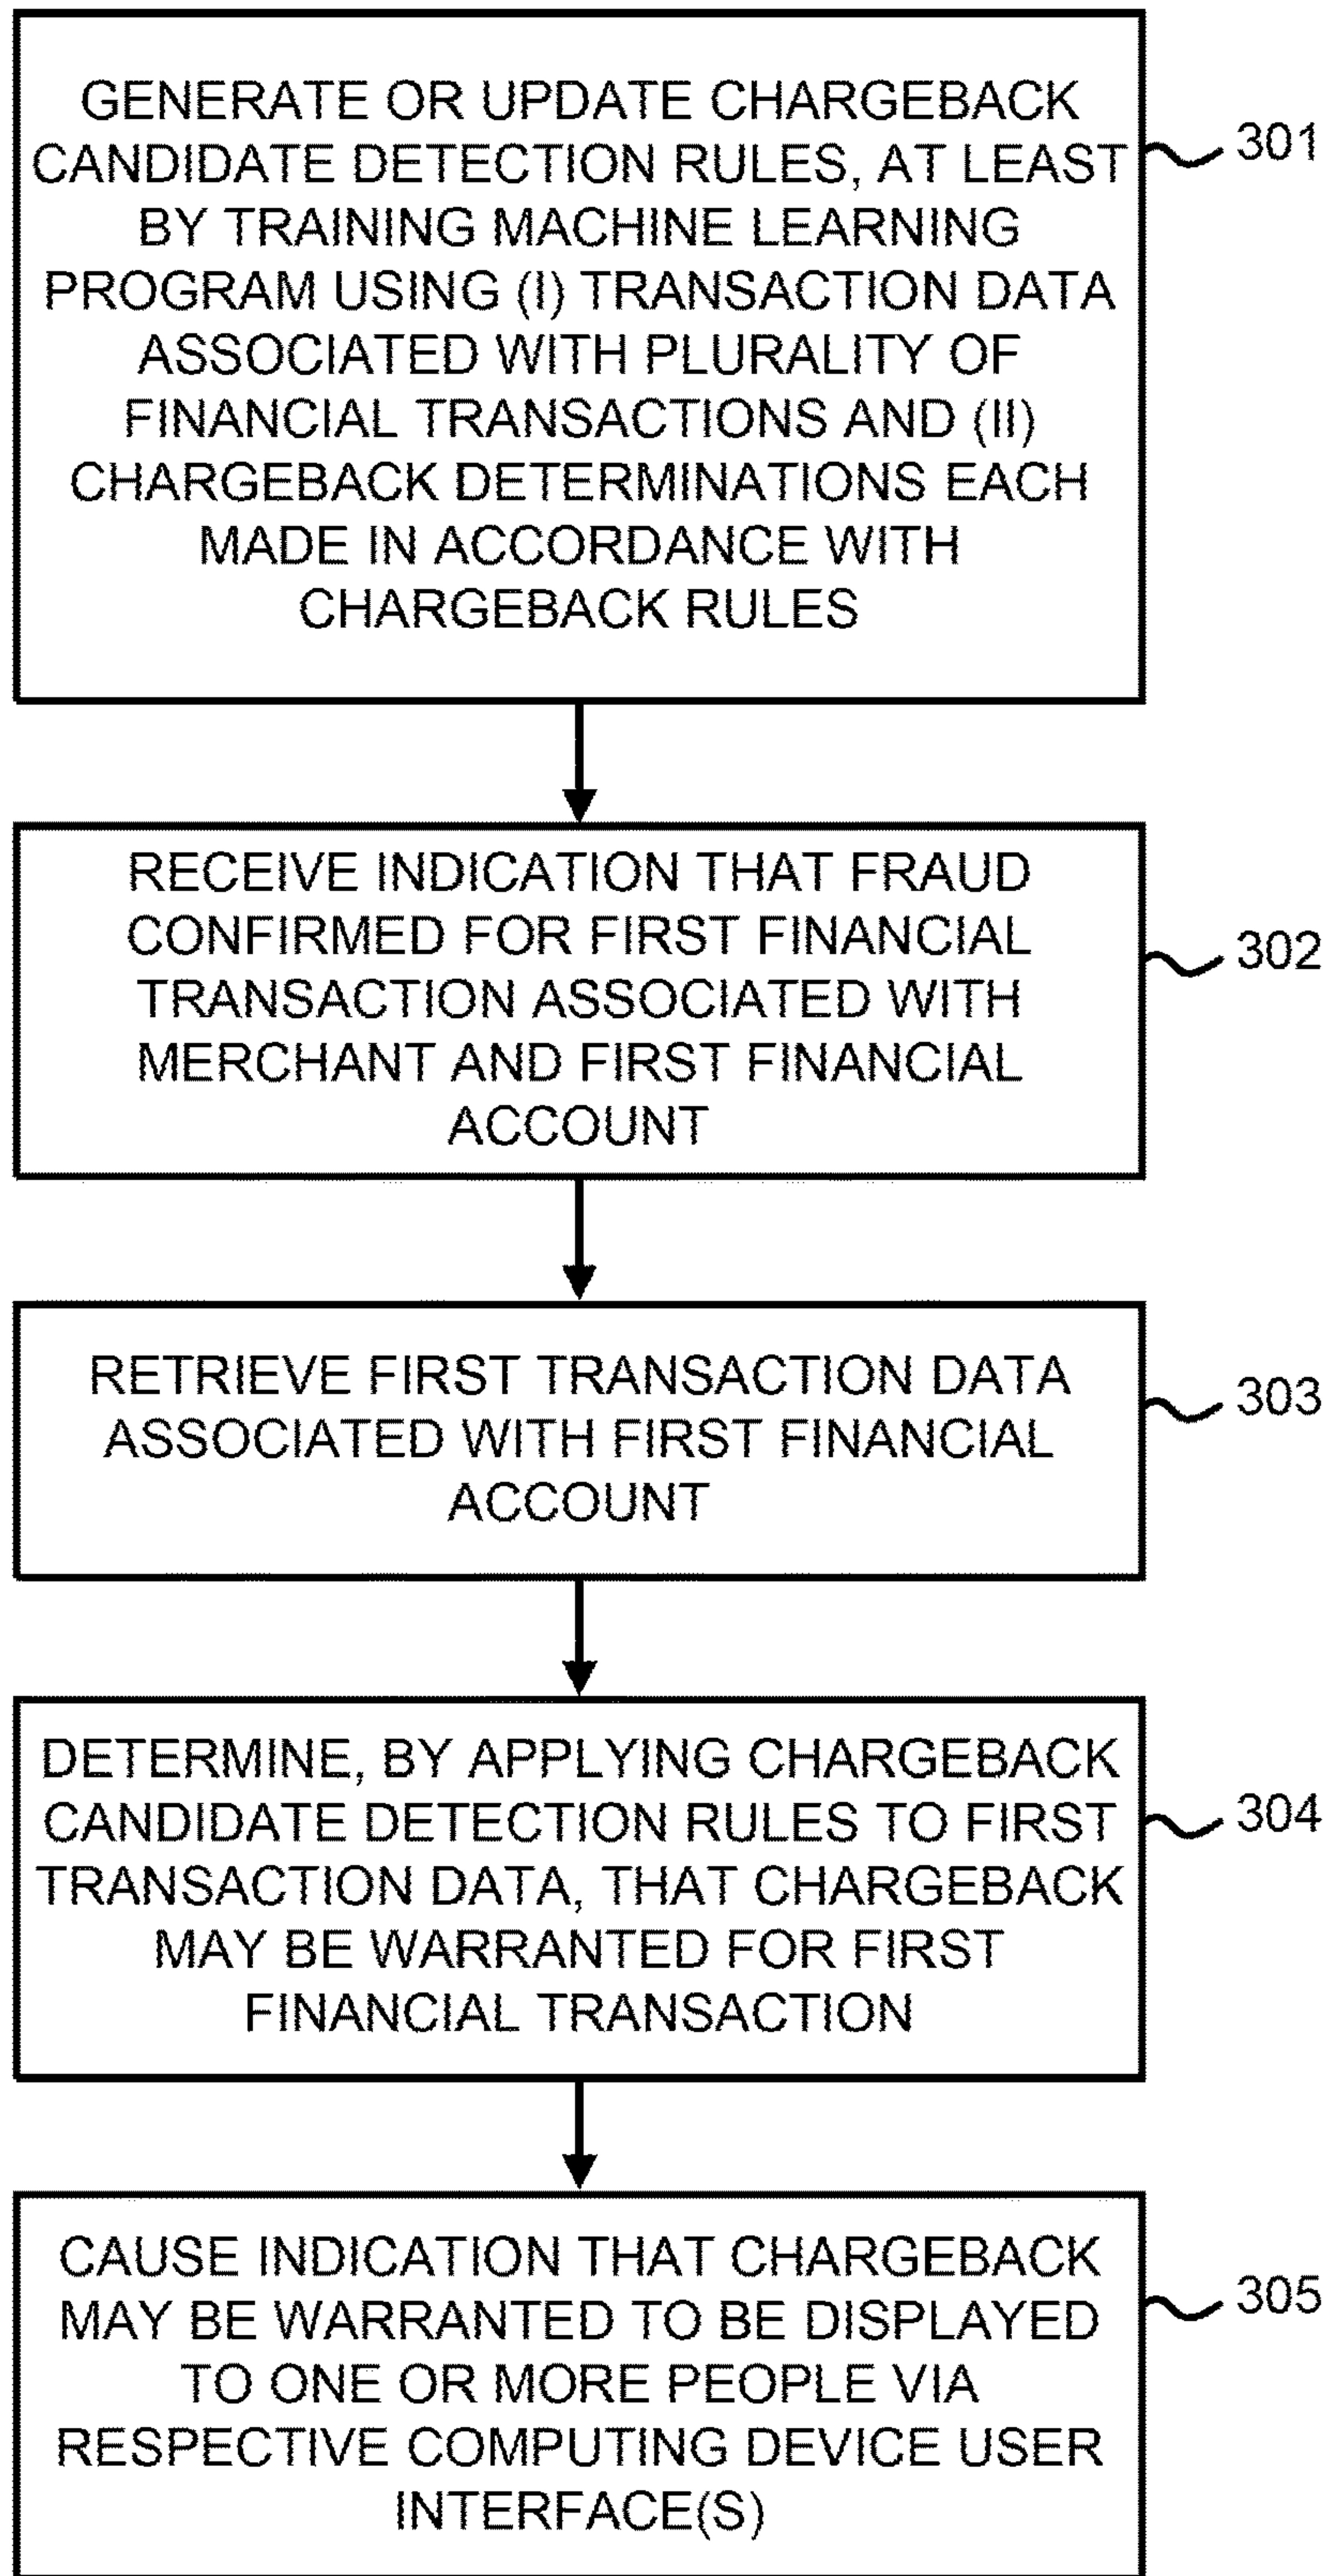 GENERATE OR UPDATE CHARGEBACK
CANDIDATE DETECTION RULES, AT LEAST
BY TRAINING MACHINE LEARNING
PROGRAM USING (I) TRANSACTION DATA
ASSOCIATED WITH PLURALITY OF
FINANCIAL TRANSACTIONS AND (II)
CHARGEBACK DETERMINATIONS EACH
MADE IN ACCORDANCE WITH
CHARGEBACK RULES
301
RECEIVE INDICATION THAT FRAUD
CONFIRMED FOR FIRST FINANCIAL
TRANSACTION ASSOCIATED WITH
MERCHANT AND FIRST FINANCIAL
ACCOUNT
302
RETRIEVE FIRST TRANSACTION DATA
ASSOCIATED WITH FIRST FINANCIAL
ACCOUNT
303
DETERMINE, BY APPLYING CHARGEBACK
CANDIDATE DETECTION RULES TO FIRST
TRANSACTION DATA, THAT CHARGEBACK
MAY BE WARRANTED FOR FIRST
FINANCIAL TRANSACTION
304
CAUSE INDICATION THAT CHARGEBACK
MAY BE WARRANTED TO BE DISPLAYED
TO ONE OR MORE PEOPLE VIA
RESPECTIVE COMPUTING DEVICE USER
INTERFACE(S)
305